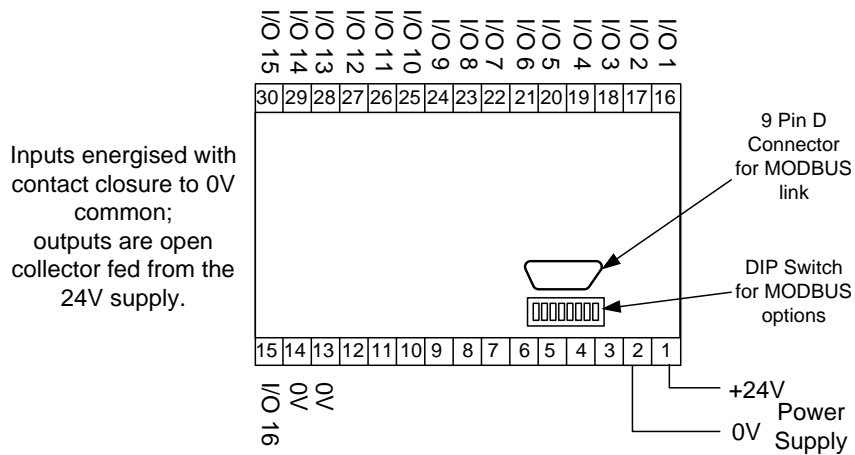 I/O 15
I/O 14
I/O 13
I/O 12
I/O 11
I/O 10
I/O 9
I/O 8
I/O 7
I/O 6
I/O 5
I/O 4
I/O 3
I/O 2
I/O 1
30 29 28 27 26 25 24 23 22 21 20 19 18 17 16
Inputs energised with
contact closure to 0V
common;
outputs are open
collector fed from the
24V supply.
9 Pin D
Connector
for MODBUS
link
DIP Switch
for MODBUS
options
15 14 13 12 11 10 9 8 7 6 5 4 3 2 1
I/O 16
0V
0V
+24V
0V
Power
Supply